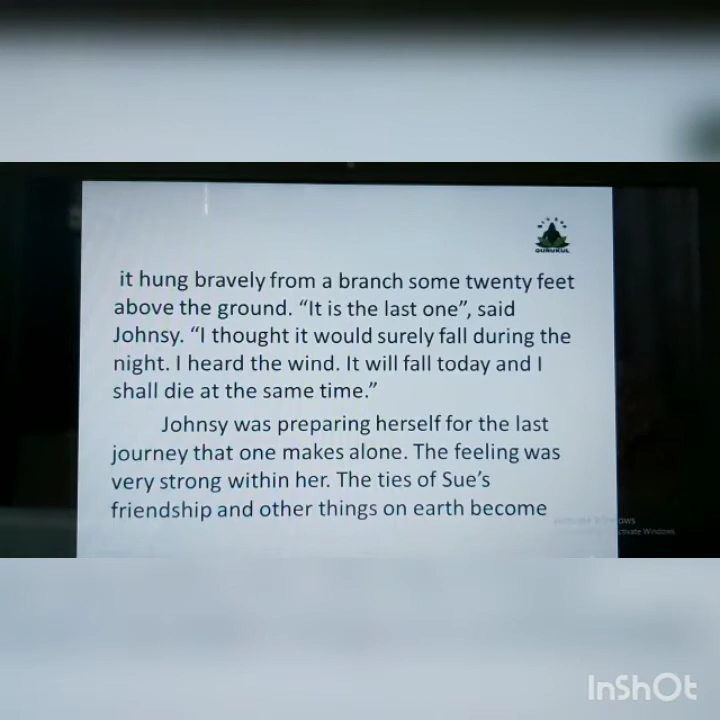 GURUKUL
it hung bravely from a branch some twenty feet
above the ground. “It is the last one”, said
Johnsy. “I thought it would surely fall during the
night. I heard the wind. It will fall today and I
shall die at the same time.”
Johnsy was preparing herself for the last
journey that one makes alone. The feeling was
very strong within her. The ties of Sue’s
friendship and other things on earth become
Activate Windows
InShOt